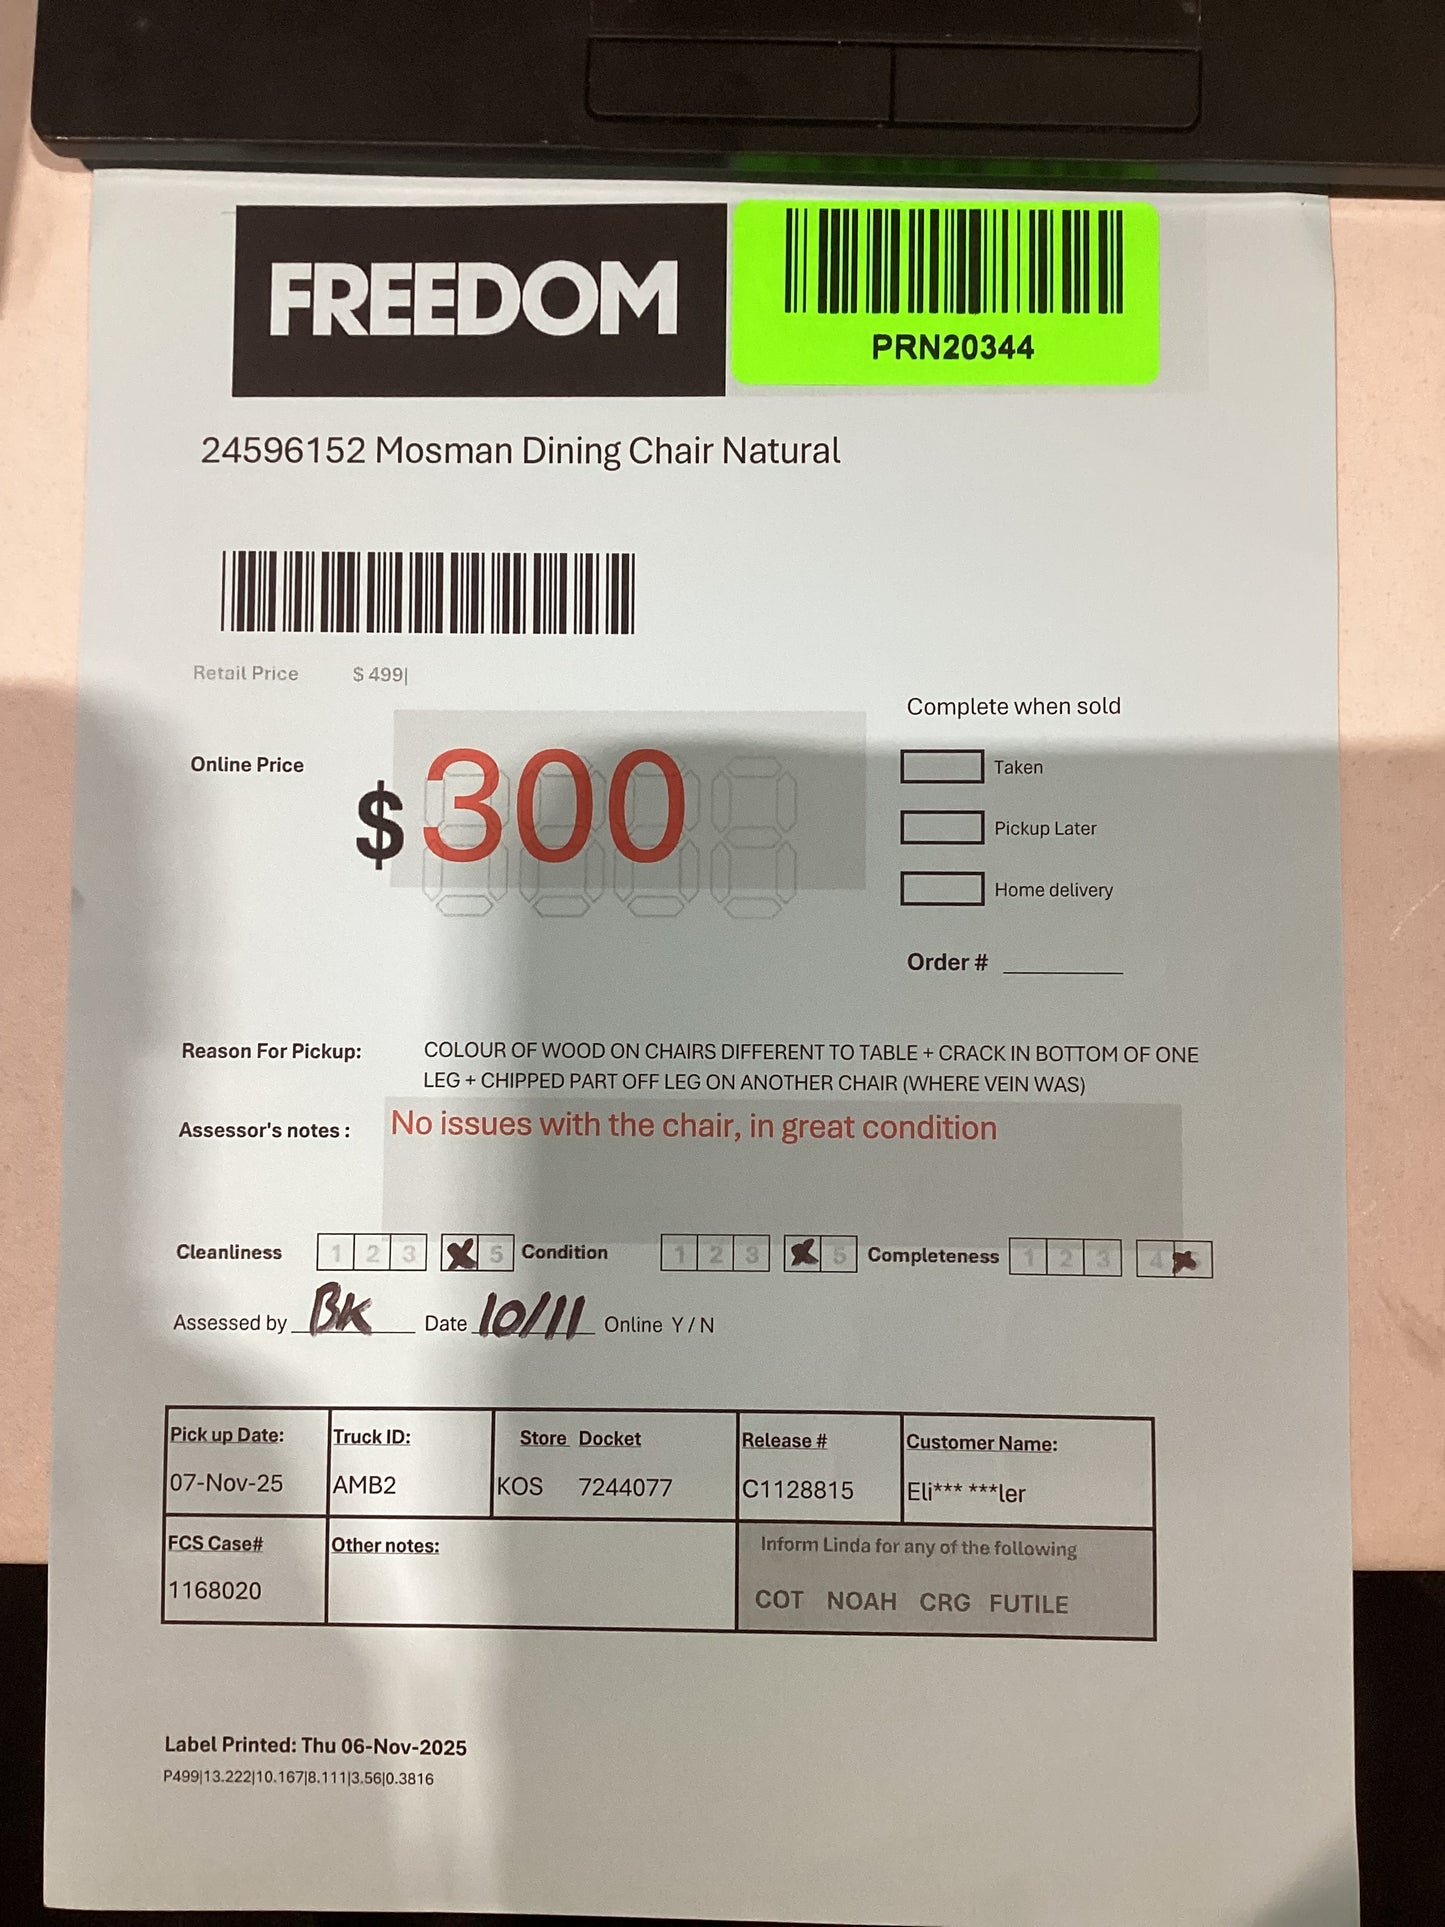 FREEDOM
PRN20344
24596152 Mosman Dining Chair Natural
Retail Price $ 499|
Complete when sold
Online Price $ 300
Taken
Pickup Later
Home delivery
Order #
Reason For Pickup: COLOUR OF WOOD ON CHAIRS DIFFERENT TO TABLE + CRACK IN BOTTOM OF ONE
LEG + CHIPPED PART OFF LEG ON ANOTHER CHAIR (WHERE VEIN WAS)
Assessor's notes : No issues with the chair, in great condition
Cleanliness 1 2 3 5 Condition 1 2 3 5 Completeness 1 2 3 4
Assessed by BK Date 10/11 Online Y / N
Pick up Date: Truck ID: Store Docket Release # Customer Name:
07-Nov-25 AMB2 KOS 7244077 C1128815 Eli*** ***ler
FCS Case# Other notes: Inform Linda for any of the following
1168020 COT NOAH CRG FUTILE
Label Printed: Thu 06-Nov-2025
P499|13.222|10.167|8.111|3.56|0.3816